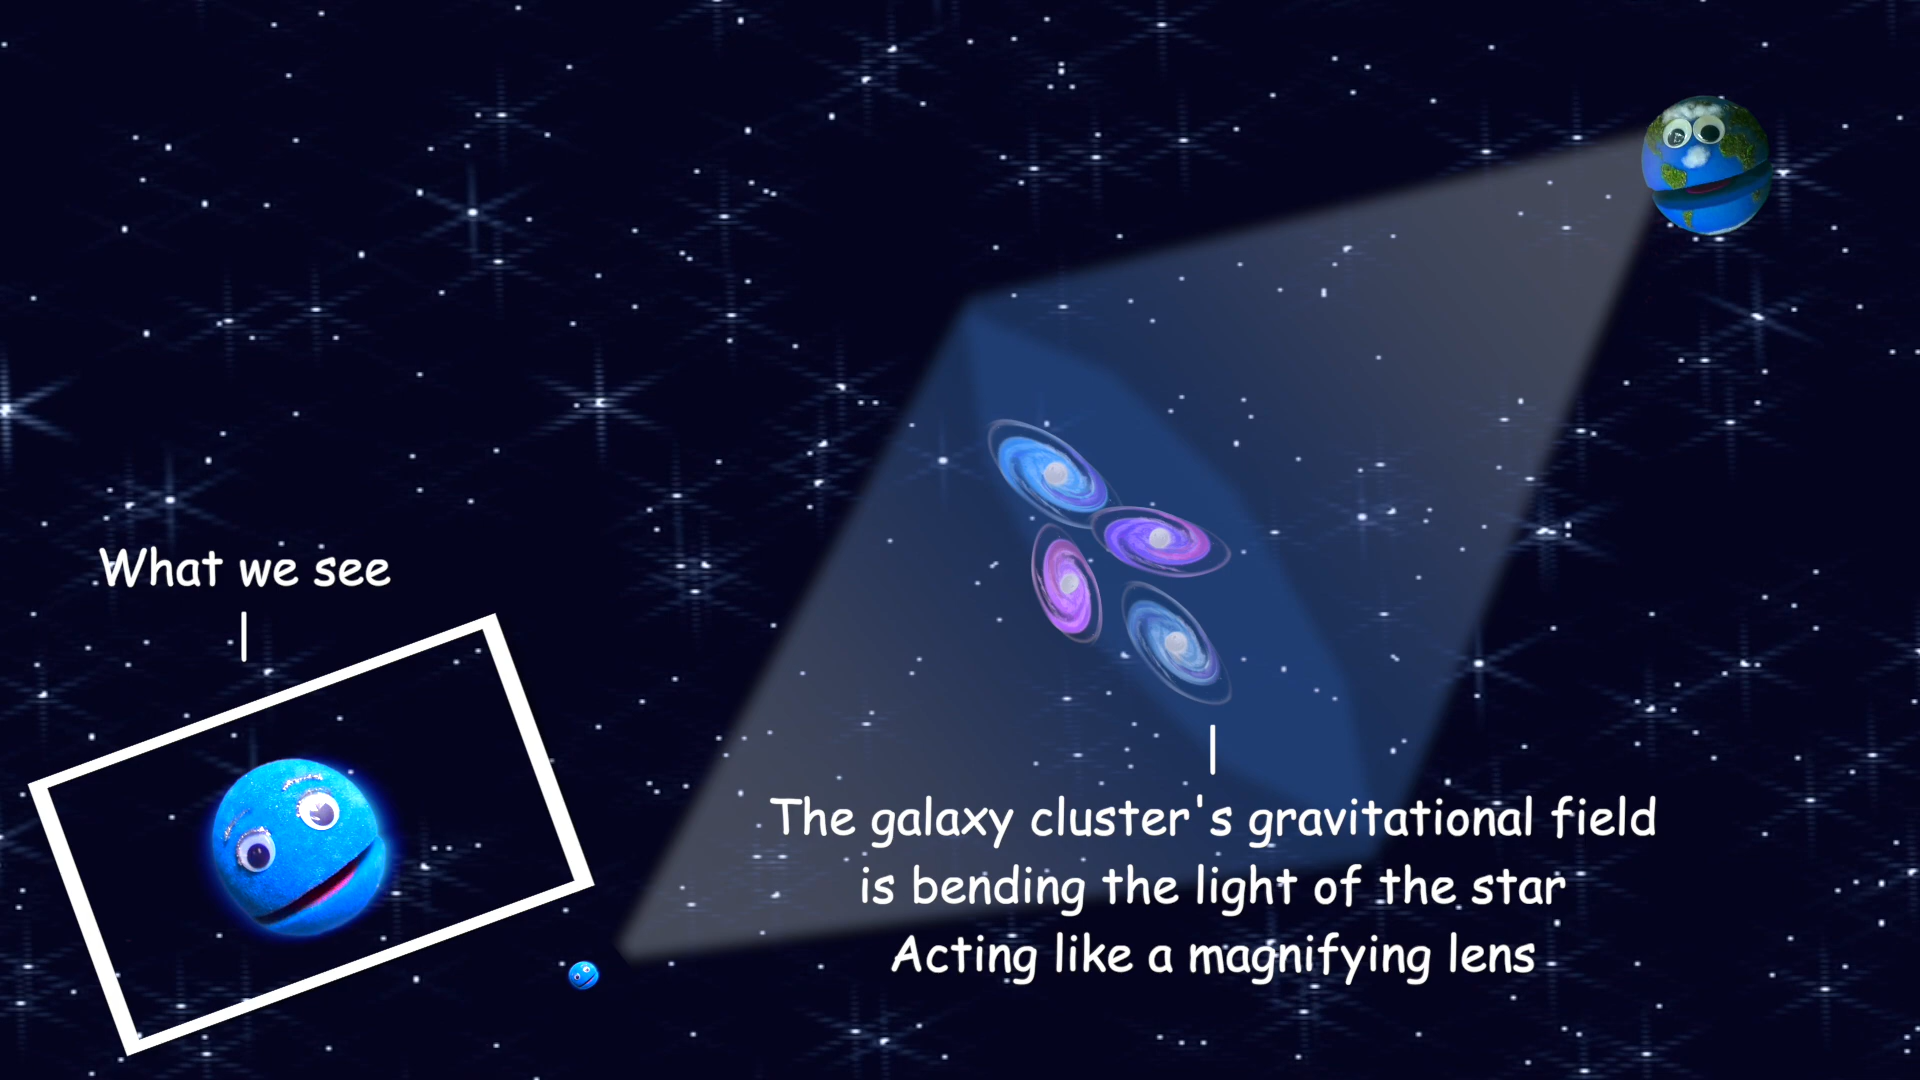 What we see
The galaxy cluster's gravitational field
is bending the light of the star
Acting like a magnifying lens